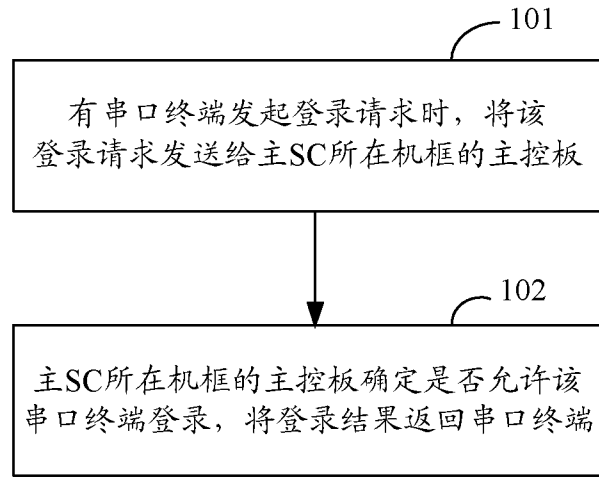 101
有串口终端发起登录请求时，将该
登录请求发送给主SC所在机框的主控板
102
主SC所在机框的主控板确定是否允许该
串口终端登录，将登录结果返回串口终端